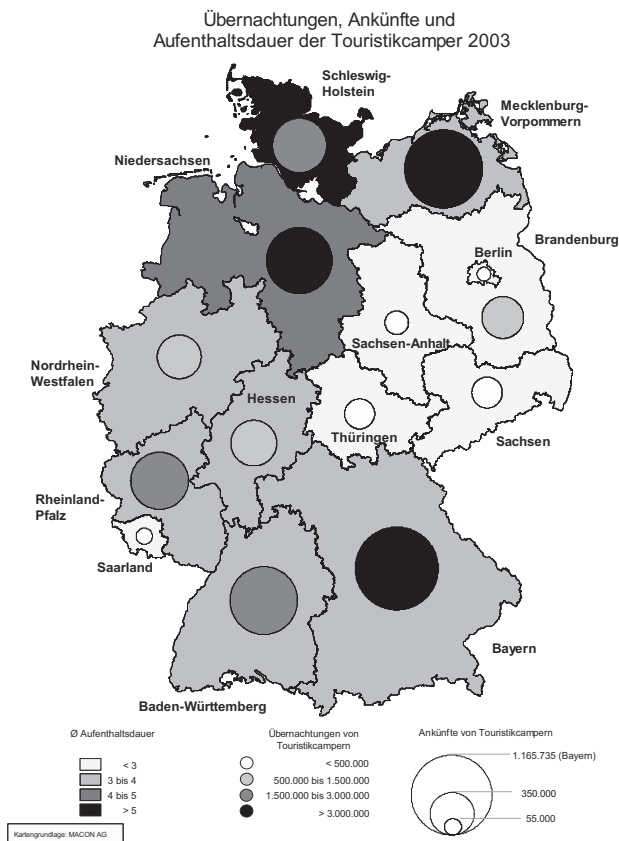 Übernachtungen, Ankünfte und
Aufenthaltsdauer der Touristikcamper 2003
Schleswig-
Holstein
Mecklenburg-
Vorpommern
Niedersachsen
Brandenburg
Berlin
Sachsen-Anhalt
Nordrhein-
Westfalen
Hessen
Thüringen
Sachsen
Rheinland-
Pfalz
Saarland
Bayern
Baden-Württemberg
Ø Aufenthaltsdauer
< 3
3 bis 4
4 bis 5
> 5
Übernachtungen von
Touristikcampern
< 500.000
500.000 bis 1.500.000
1.500.000 bis 3.000.000
> 3.000.000
Ankünfte von Touristikcampern
1.165.735 (Bayern)
350.000
55.000
Kartengrundlage: MACON AG